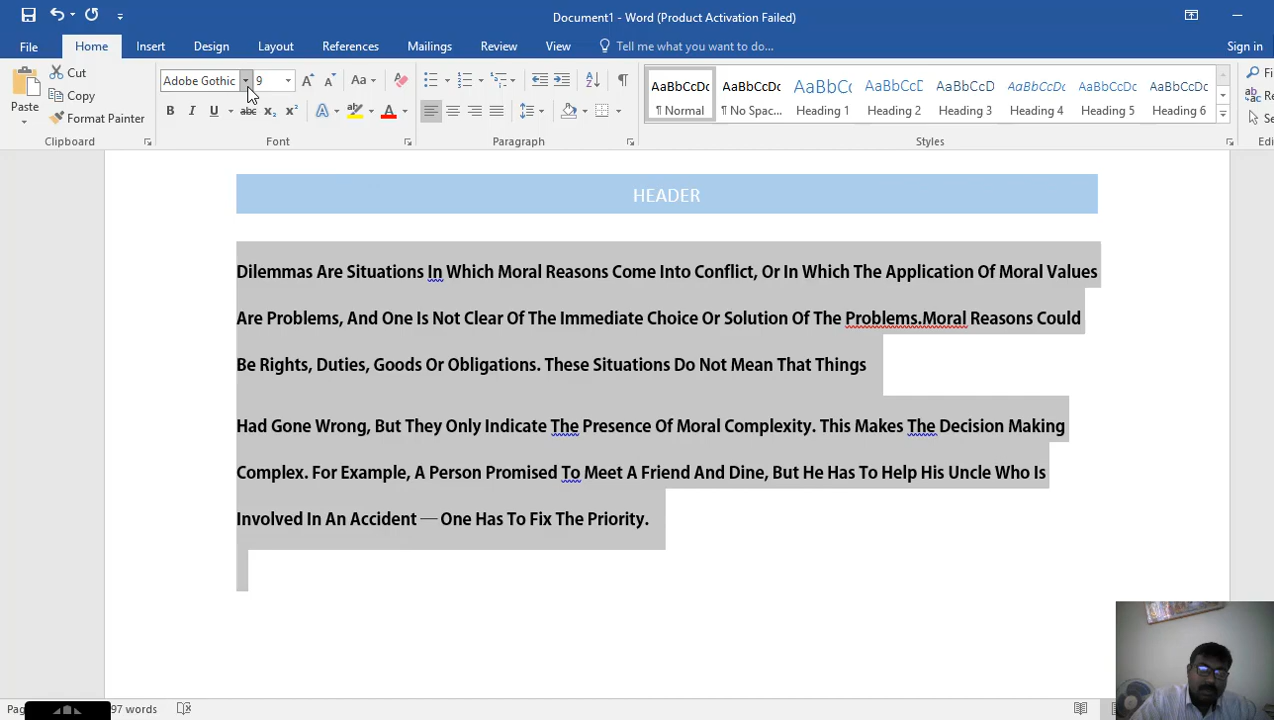 Document1 - Word (Product Activation Failed)
File Home Insert Design Layout References Mailings Review View Tell me what you want to do... Sign in
Paste Cut Copy Format Painter Clipboard
Adobe Gothic 9 Aa
B I U abc x₂ x² A A
Font
Paragraph
AaBbCcDc AaBbCcDc AaBbCc AaBbCcD AaBbCcD AaBbCcDc AaBbCcDc AaBbCcDc
¶ Normal ¶ No Spac... Heading 1 Heading 2 Heading 3 Heading 4 Heading 5 Heading 6
Styles
HEADER
Dilemmas Are Situations In Which Moral Reasons Come Into Conflict, Or In Which The Application Of Moral Values
Are Problems, And One Is Not Clear Of The Immediate Choice Or Solution Of The Problems.Moral Reasons Could
Be Rights, Duties, Goods Or Obligations. These Situations Do Not Mean That Things
Had Gone Wrong, But They Only Indicate The Presence Of Moral Complexity. This Makes The Decision Making
Complex. For Example, A Person Promised To Meet A Friend And Dine, But He Has To Help His Uncle Who Is
Involved In An Accident — One Has To Fix The Priority.
97 words